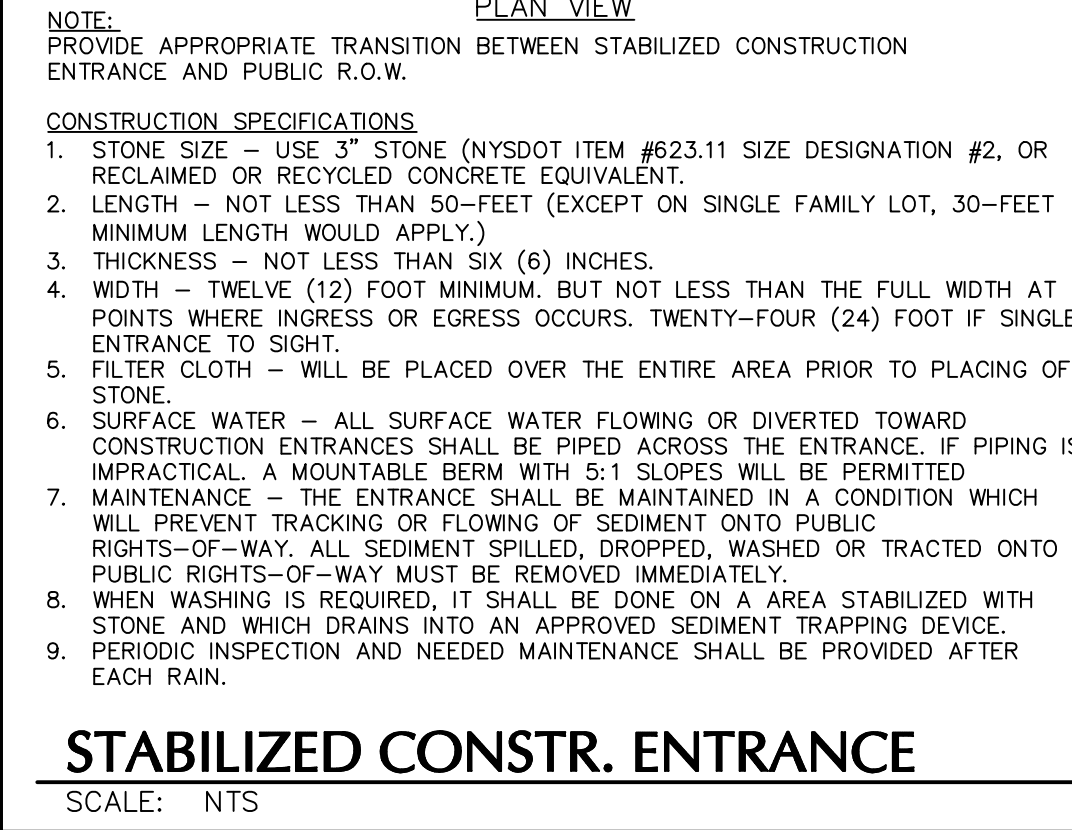 PLAN VIEW
NOTE:
PROVIDE APPROPRIATE TRANSITION BETWEEN STABILIZED CONSTRUCTION
ENTRANCE AND PUBLIC R.O.W.
CONSTRUCTION SPECIFICATIONS
1. STONE SIZE – USE 3" STONE (NYSDOT ITEM #623.11 SIZE DESIGNATION #2, OR
RECLAIMED OR RECYCLED CONCRETE EQUIVALENT.
2. LENGTH – NOT LESS THAN 50–FEET (EXCEPT ON SINGLE FAMILY LOT, 30–FEET
MINIMUM LENGTH WOULD APPLY.)
3. THICKNESS – NOT LESS THAN SIX (6) INCHES.
4. WIDTH – TWELVE (12) FOOT MINIMUM. BUT NOT LESS THAN THE FULL WIDTH AT
POINTS WHERE INGRESS OR EGRESS OCCURS. TWENTY–FOUR (24) FOOT IF SINGLE
ENTRANCE TO SIGHT.
5. FILTER CLOTH – WILL BE PLACED OVER THE ENTIRE AREA PRIOR TO PLACING OF
STONE.
6. SURFACE WATER – ALL SURFACE WATER FLOWING OR DIVERTED TOWARD
CONSTRUCTION ENTRANCES SHALL BE PIPED ACROSS THE ENTRANCE. IF PIPING IS
IMPRACTICAL. A MOUNTABLE BERM WITH 5:1 SLOPES WILL BE PERMITTED
7. MAINTENANCE – THE ENTRANCE SHALL BE MAINTAINED IN A CONDITION WHICH
WILL PREVENT TRACKING OR FLOWING OF SEDIMENT ONTO PUBLIC
RIGHTS–OF–WAY. ALL SEDIMENT SPILLED, DROPPED, WASHED OR TRACTED ONTO
PUBLIC RIGHTS–OF–WAY MUST BE REMOVED IMMEDIATELY.
8. WHEN WASHING IS REQUIRED, IT SHALL BE DONE ON A AREA STABILIZED WITH
STONE AND WHICH DRAINS INTO AN APPROVED SEDIMENT TRAPPING DEVICE.
9. PERIODIC INSPECTION AND NEEDED MAINTENANCE SHALL BE PROVIDED AFTER
EACH RAIN.
STABILIZED CONSTR. ENTRANCE
SCALE: NTS